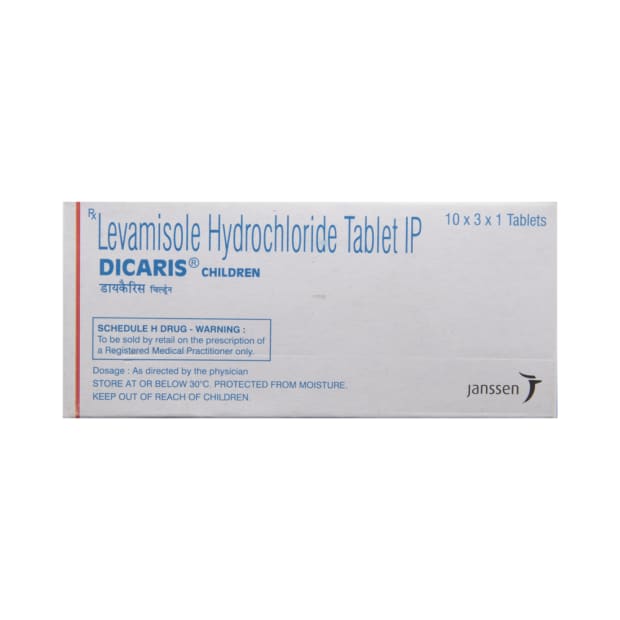 Rx Levamisole Hydrochloride Tablet IP
10 x 3 x 1 Tablets
DICARIS® CHILDREN
डायकैरिस चिल्ड्रेन
SCHEDULE H DRUG - WARNING :
To be sold by retail on the prescription of
a Registered Medical Practitioner only.
Dosage : As directed by the physician
STORE AT OR BELOW 30°C. PROTECTED FROM MOISTURE.
KEEP OUT OF REACH OF CHILDREN.
janssen